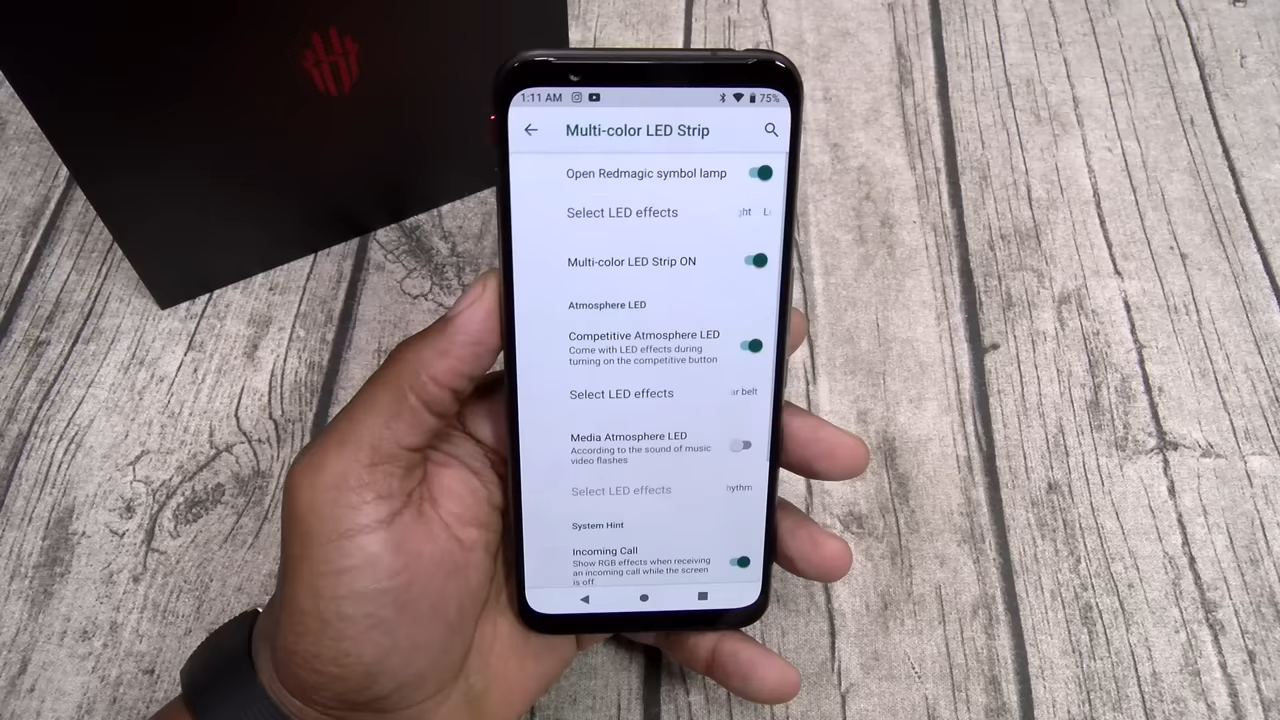 1:11 AM 75%
Multi-color LED Strip
Open Redmagic symbol lamp
Select LED effects
Multi-color LED Strip ON
Atmosphere LED
Competitive Atmosphere LED
Come with LED effects during
turning on the competitive button
Select LED effects ar belt
Media Atmosphere LED
According to the sound of music
video flashes
Select LED effects hythm
System Hint
Incoming Call
Show RGB effects when receiving
an incoming call while the screen
is off